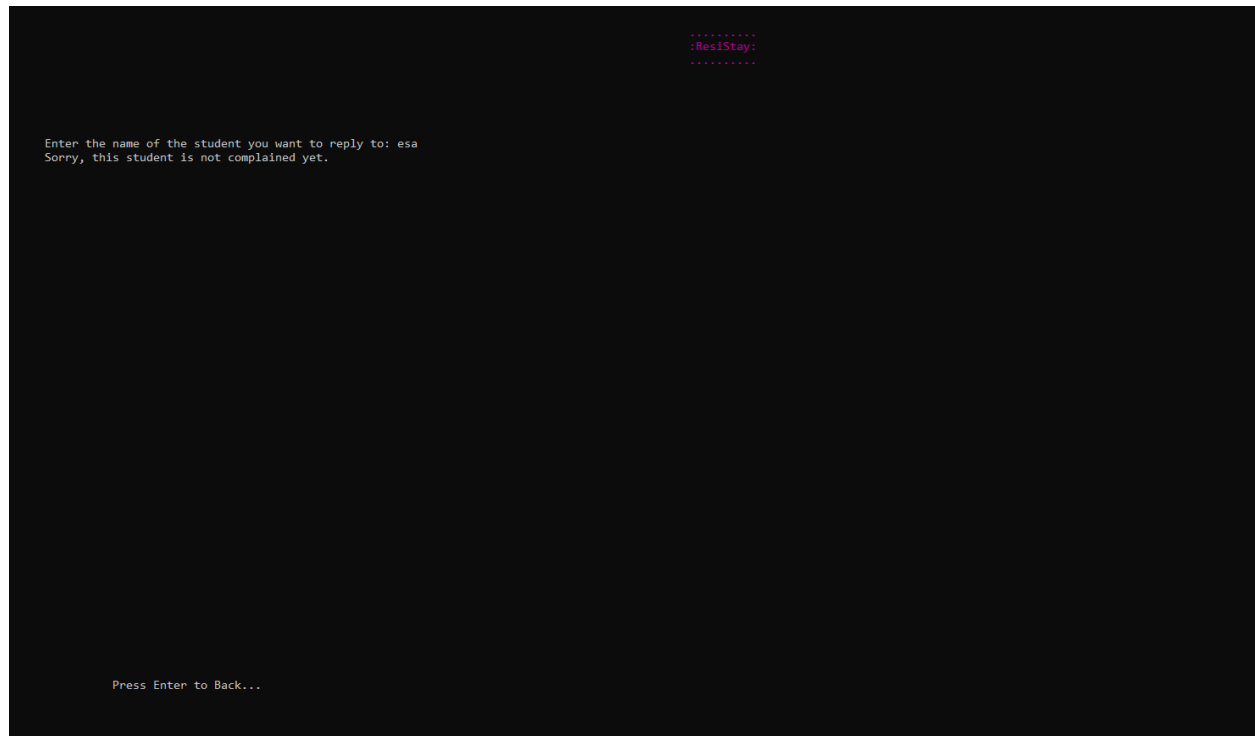 ..........
:ResiStay:
..........
Enter the name of the student you want to reply to: esa
Sorry, this student is not complained yet.
Press Enter to Back...